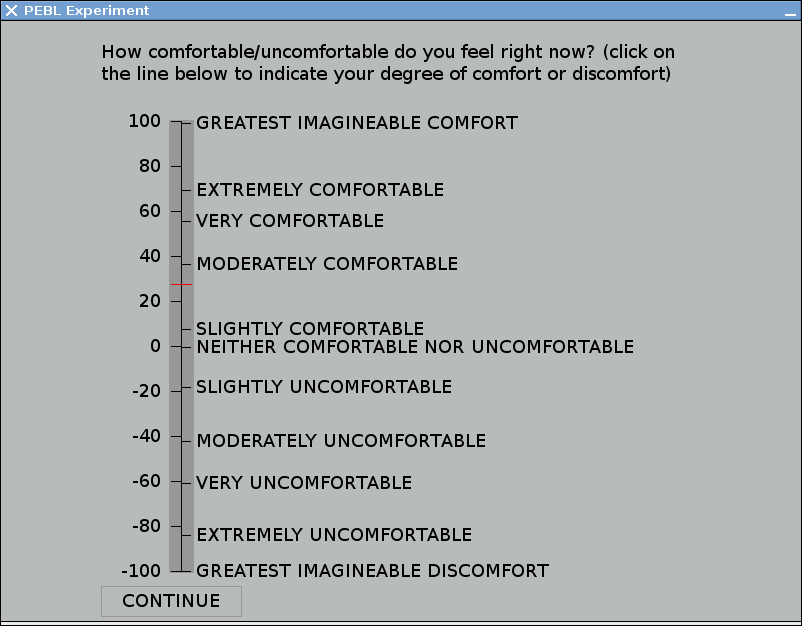 PEBL Experiment
How comfortable/uncomfortable do you feel right now? (click on
the line below to indicate your degree of comfort or discomfort)
100 GREATEST IMAGINEABLE COMFORT
80
EXTREMELY COMFORTABLE
60
VERY COMFORTABLE
40
MODERATELY COMFORTABLE
20
SLIGHTLY COMFORTABLE
0 NEITHER COMFORTABLE NOR UNCOMFORTABLE
SLIGHTLY UNCOMFORTABLE
-20
-40
MODERATELY UNCOMFORTABLE
-60 VERY UNCOMFORTABLE
-80
EXTREMELY UNCOMFORTABLE
-100 GREATEST IMAGINEABLE DISCOMFORT
CONTINUE